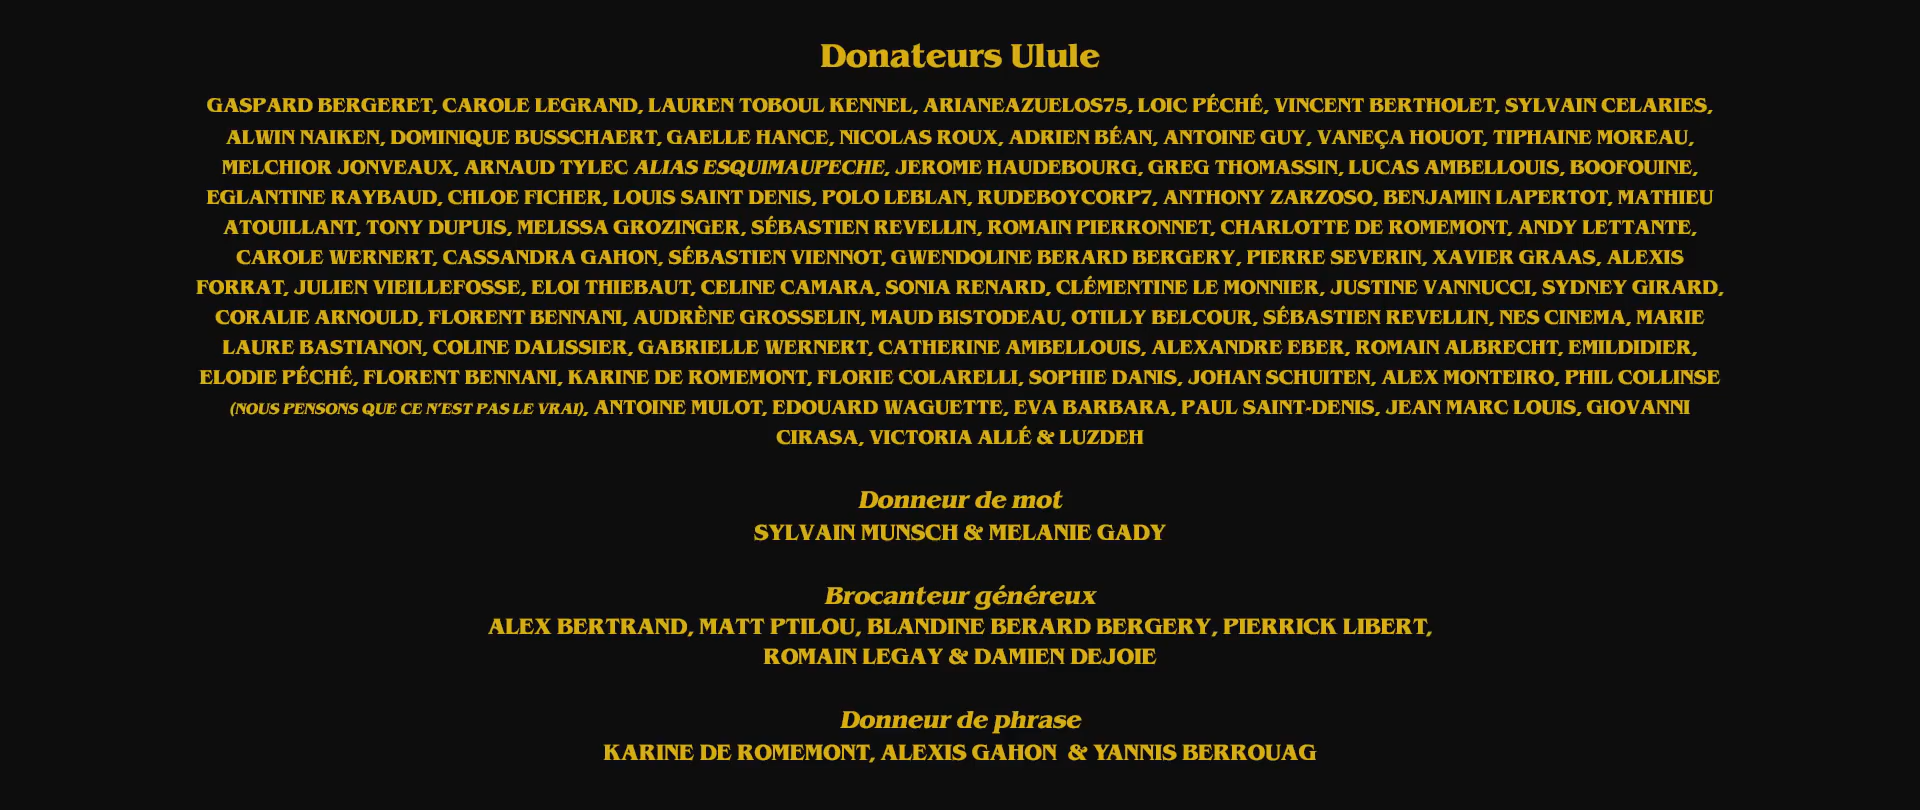 Donateurs Ulule
GASPARD BERGERET, CAROLE LEGRAND, LAUREN TOBOUL KENNEL, ARIANEAZUELOS75, LOIC PÉCHÉ, VINCENT BERTHOLET, SYLVAIN CELARIES,
ALWIN NAIKEN, DOMINIQUE BUSSCHAERT, GAELLE HANCE, NICOLAS ROUX, ADRIEN BÉAN, ANTOINE GUY, VANEÇA HOUOT, TIPHAINE MOREAU,
MELCHIOR JONVEAUX, ARNAUD TYLEC ALIAS ESQUIMAUPECHE, JEROME HAUDEBOURG, GREG THOMASSIN, LUCAS AMBELLOUIS, BOOFOUINE,
EGLANTINE RAYBAUD, CHLOE FICHER, LOUIS SAINT DENIS, POLO LEBLAN, RUDEBOYCORP7, ANTHONY ZARZOSO, BENJAMIN LAPERTOT, MATHIEU
ATOUILLANT, TONY DUPUIS, MELISSA GROZINGER, SÉBASTIEN REVELLIN, ROMAIN PIERRONNET, CHARLOTTE DE ROMEMONT, ANDY LETTANTE,
CAROLE WERNERT, CASSANDRA GAHON, SÉBASTIEN VIENNOT, GWENDOLINE BERARD BERGERY, PIERRE SEVERIN, XAVIER GRAAS, ALEXIS
FORRAT, JULIEN VIEILLEFOSSE, ELOI THIEBAUT, CELINE CAMARA, SONIA RENARD, CLÉMENTINE LE MONNIER, JUSTINE VANNUCCI, SYDNEY GIRARD,
CORALIE ARNOULD, FLORENT BENNANI, AUDRÈNE GROSSELIN, MAUD BISTODEAU, OTILLY BELCOUR, SÉBASTIEN REVELLIN, NES CINEMA, MARIE
LAURE BASTIANON, COLINE DALISSIER, GABRIELLE WERNERT, CATHERINE AMBELLOUIS, ALEXANDRE EBER, ROMAIN ALBRECHT, EMILDIDIER,
ELODIE PÉCHÉ, FLORENT BENNANI, KARINE DE ROMEMONT, FLORIE COLARELLI, SOPHIE DANIS, JOHAN SCHUITEN, ALEX MONTEIRO, PHIL COLLINSE
(NOUS PENSONS QUE CE N'EST PAS LE VRAI), ANTOINE MULOT, EDOUARD WAGUETTE, EVA BARBARA, PAUL SAINT-DENIS, JEAN MARC LOUIS, GIOVANNI
CIRASA, VICTORIA ALLÉ & LUZDEH
Donneur de mot
SYLVAIN MUNSCH & MELANIE GADY
Brocanteur généreux
ALEX BERTRAND, MATT PTILOU, BLANDINE BERARD BERGERY, PIERRICK LIBERT,
ROMAIN LEGAY & DAMIEN DEJOIE
Donneur de phrase
KARINE DE ROMEMONT, ALEXIS GAHON & YANNIS BERROUAG